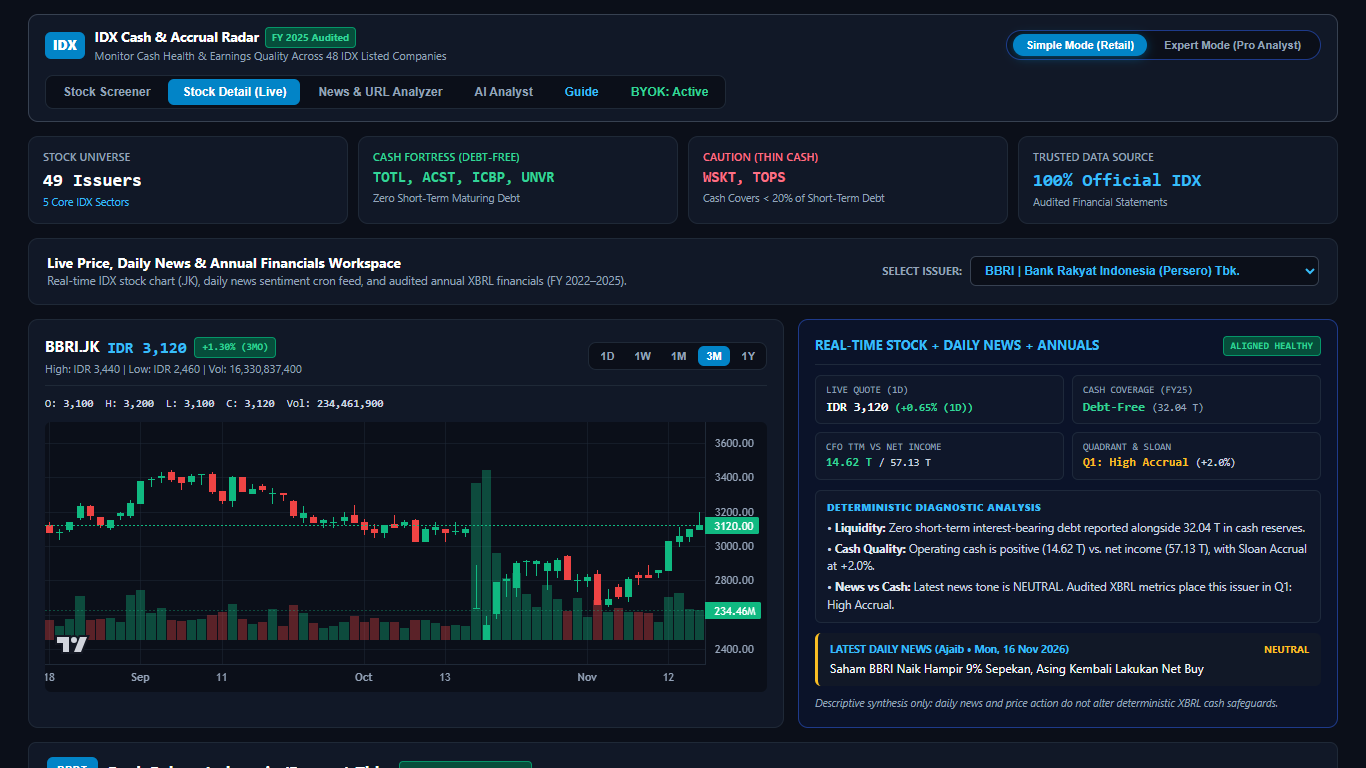 IDX
IDX Cash & Accrual Radar FY 2025 Audited
Monitor Cash Health & Earnings Quality Across 48 IDX Listed Companies
Simple Mode (Retail) Expert Mode (Pro Analyst)
Stock Screener Stock Detail (Live) News & URL Analyzer AI Analyst Guide BYOK: Active
STOCK UNIVERSE
49 Issuers
5 Core IDX Sectors
CASH FORTRESS (DEBT-FREE)
TOTL, ACST, ICBP, UNVR
Zero Short-Term Maturing Debt
CAUTION (THIN CASH)
WSKT, TOPS
Cash Covers < 20% of Short-Term Debt
TRUSTED DATA SOURCE
100% Official IDX
Audited Financial Statements
Live Price, Daily News & Annual Financials Workspace
Real-time IDX stock chart (.JK), daily news sentiment cron feed, and audited annual XBRL financials (FY 2022–2025).
SELECT ISSUER: BBRI | Bank Rakyat Indonesia (Persero) Tbk.
BBRI.JK IDR 3,120 +1.30% (3MO)
High: IDR 3,440 | Low: IDR 2,460 | Vol: 16,330,837,400
1D 1W 1M 3M 1Y
O: 3,100 H: 3,200 L: 3,100 C: 3,120 Vol: 234,461,900
3600.00
3400.00
3200.00
3120.00
3000.00
2800.00
234.46M
2400.00
18 Sep 11 Oct 13 Nov 12
REAL-TIME STOCK + DAILY NEWS + ANNUALS
ALIGNED HEALTHY
LIVE QUOTE (1D)
IDR 3,120 (+0.65% (1D))
CASH COVERAGE (FY25)
Debt-Free (32.04 T)
CFO TTM VS NET INCOME
14.62 T / 57.13 T
QUADRANT & SLOAN
Q1: High Accrual (+2.0%)
DETERMINISTIC DIAGNOSTIC ANALYSIS
• Liquidity: Zero short-term interest-bearing debt reported alongside 32.04 T in cash reserves.
• Cash Quality: Operating cash is positive (14.62 T) vs. net income (57.13 T), with Sloan Accrual
at +2.0%.
• News vs Cash: Latest news tone is NEUTRAL. Audited XBRL metrics place this issuer in Q1:
High Accrual.
LATEST DAILY NEWS (Ajaib • Mon, 16 Nov 2026)
NEUTRAL
Saham BBRI Naik Hampir 9% Sepekan, Asing Kembali Lakukan Net Buy
Descriptive synthesis only: daily news and price action do not alter deterministic XBRL cash safeguards.